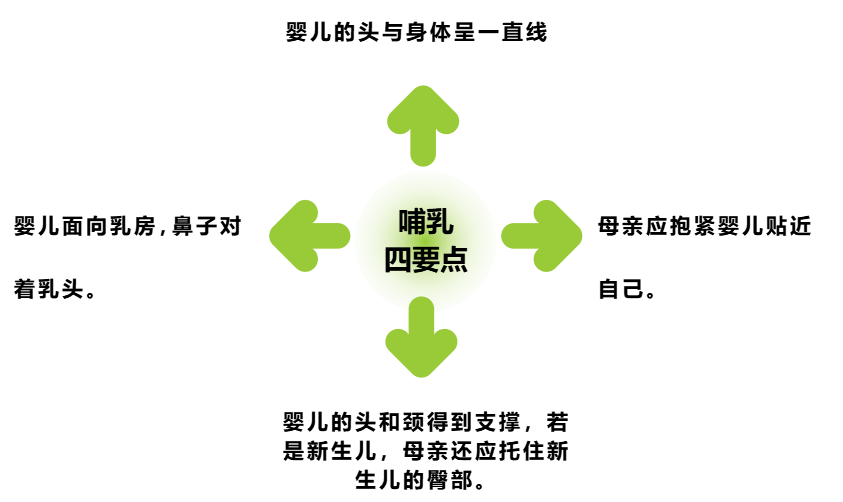 婴儿的头与身体呈一直线
婴儿面向乳房，鼻子对
着乳头。
哺乳
四要点
母亲应抱紧婴儿贴近
自己。
婴儿的头和颈得到支撑，若
是新生儿，母亲还应托住新
生儿的臀部。